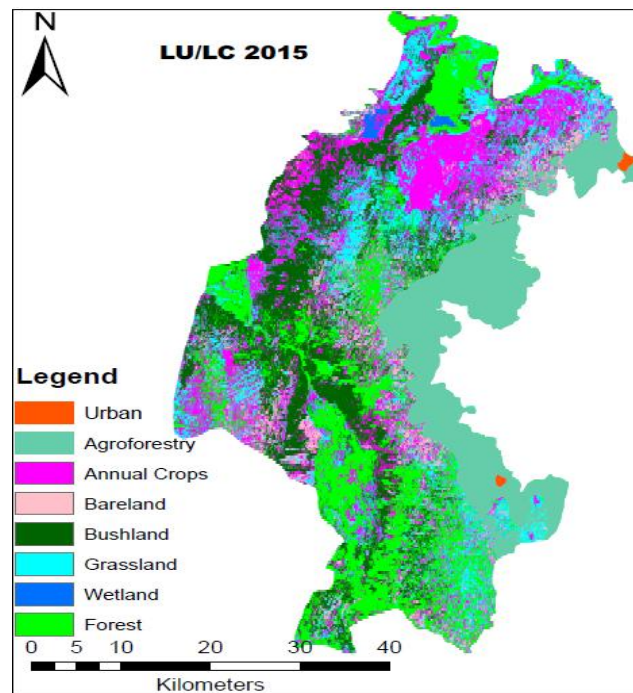 N
LU/LC 2015
Legend
Urban
Agroforestry
Annual Crops
Bareland
Bushland
Grassland
Wetland
Forest
0 5 10 20 30 40
Kilometers